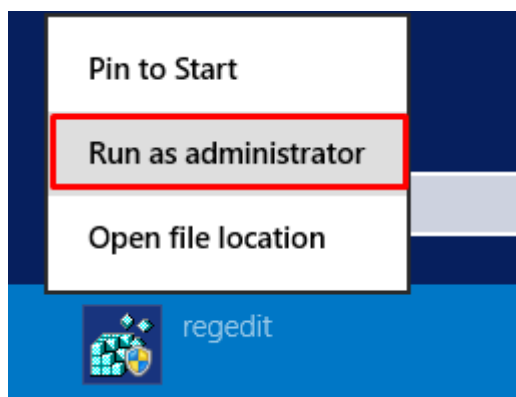 Pin to Start
Run as administrator
Open file location
regedit